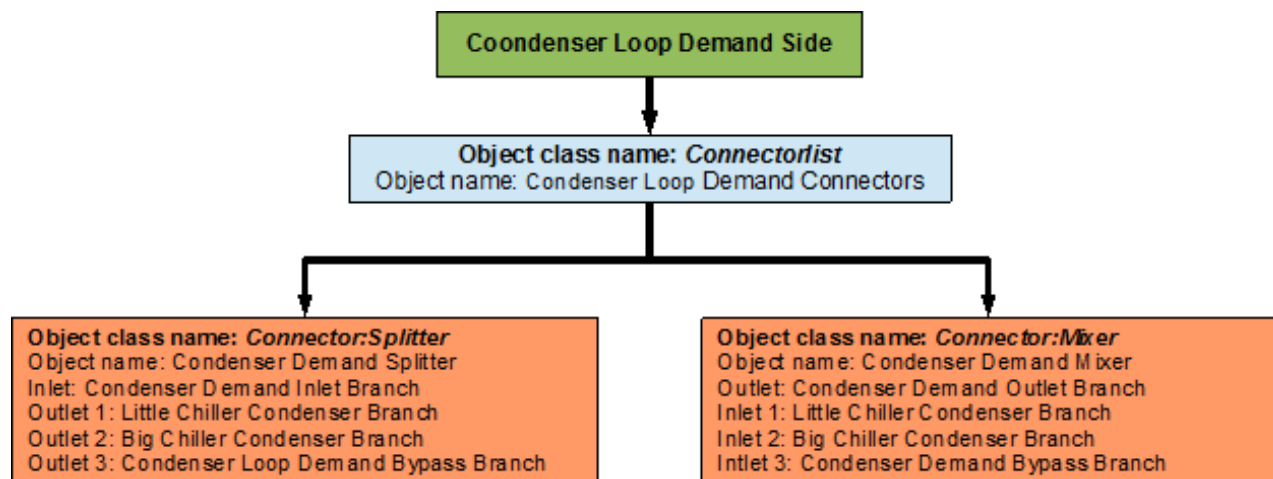 Coondenser Loop Demand Side
Object class name: Connectorlist
Object name: Condenser Loop Demand Connectors
Object class name: Connector:Splitter
Object name: Condenser Demand Splitter
Inlet: Condenser Demand Inlet Branch
Outlet 1: Little Chiller Condenser Branch
Outlet 2: Big Chiller Condenser Branch
Outlet 3: Condenser Loop Demand Bypass Branch
Object class name: Connector:Mixer
Object name: Condenser Demand Mixer
Outlet: Condenser Demand Outlet Branch
Inlet 1: Little Chiller Condenser Branch
Inlet 2: Big Chiller Condenser Branch
Intlet 3: Condenser Demand Bypass Branch